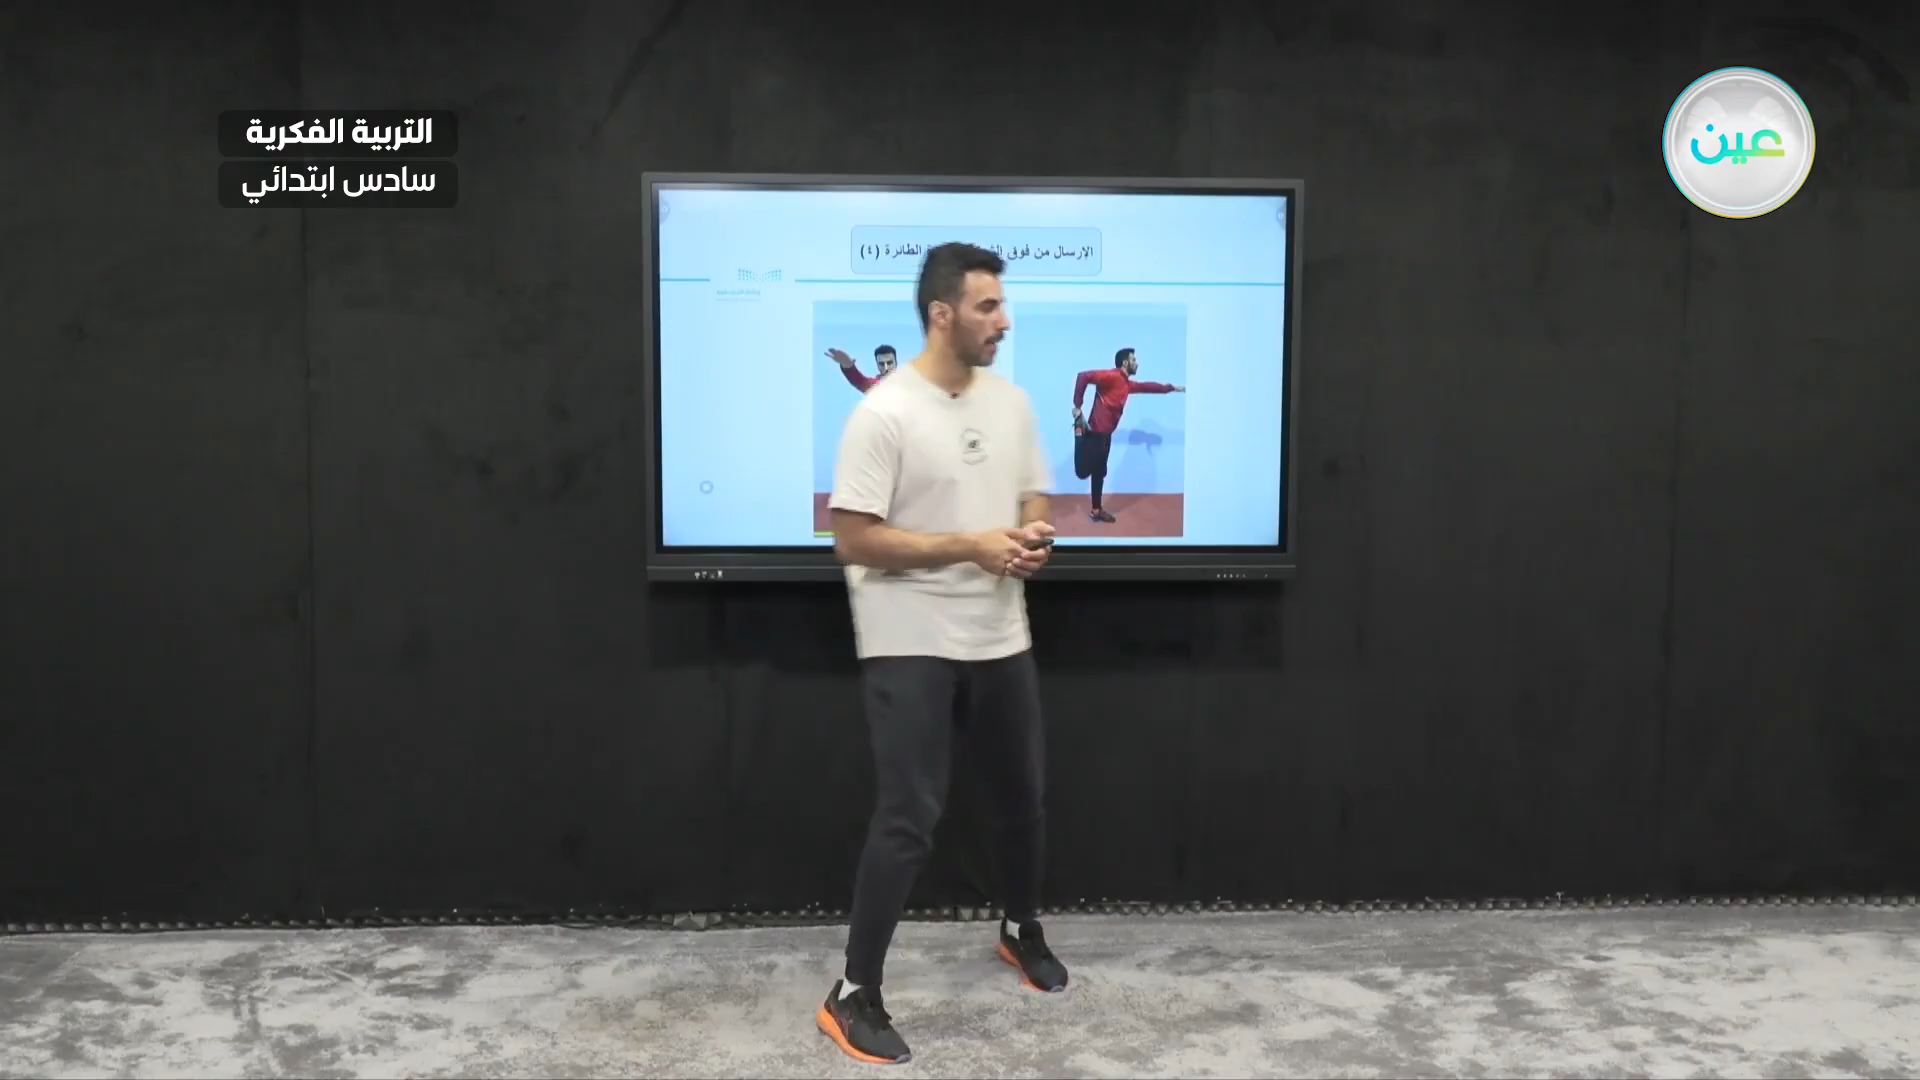 التربية الفكرية
سادس ابتدائي
عين
الإرسال من فوق الطائرة (٤)